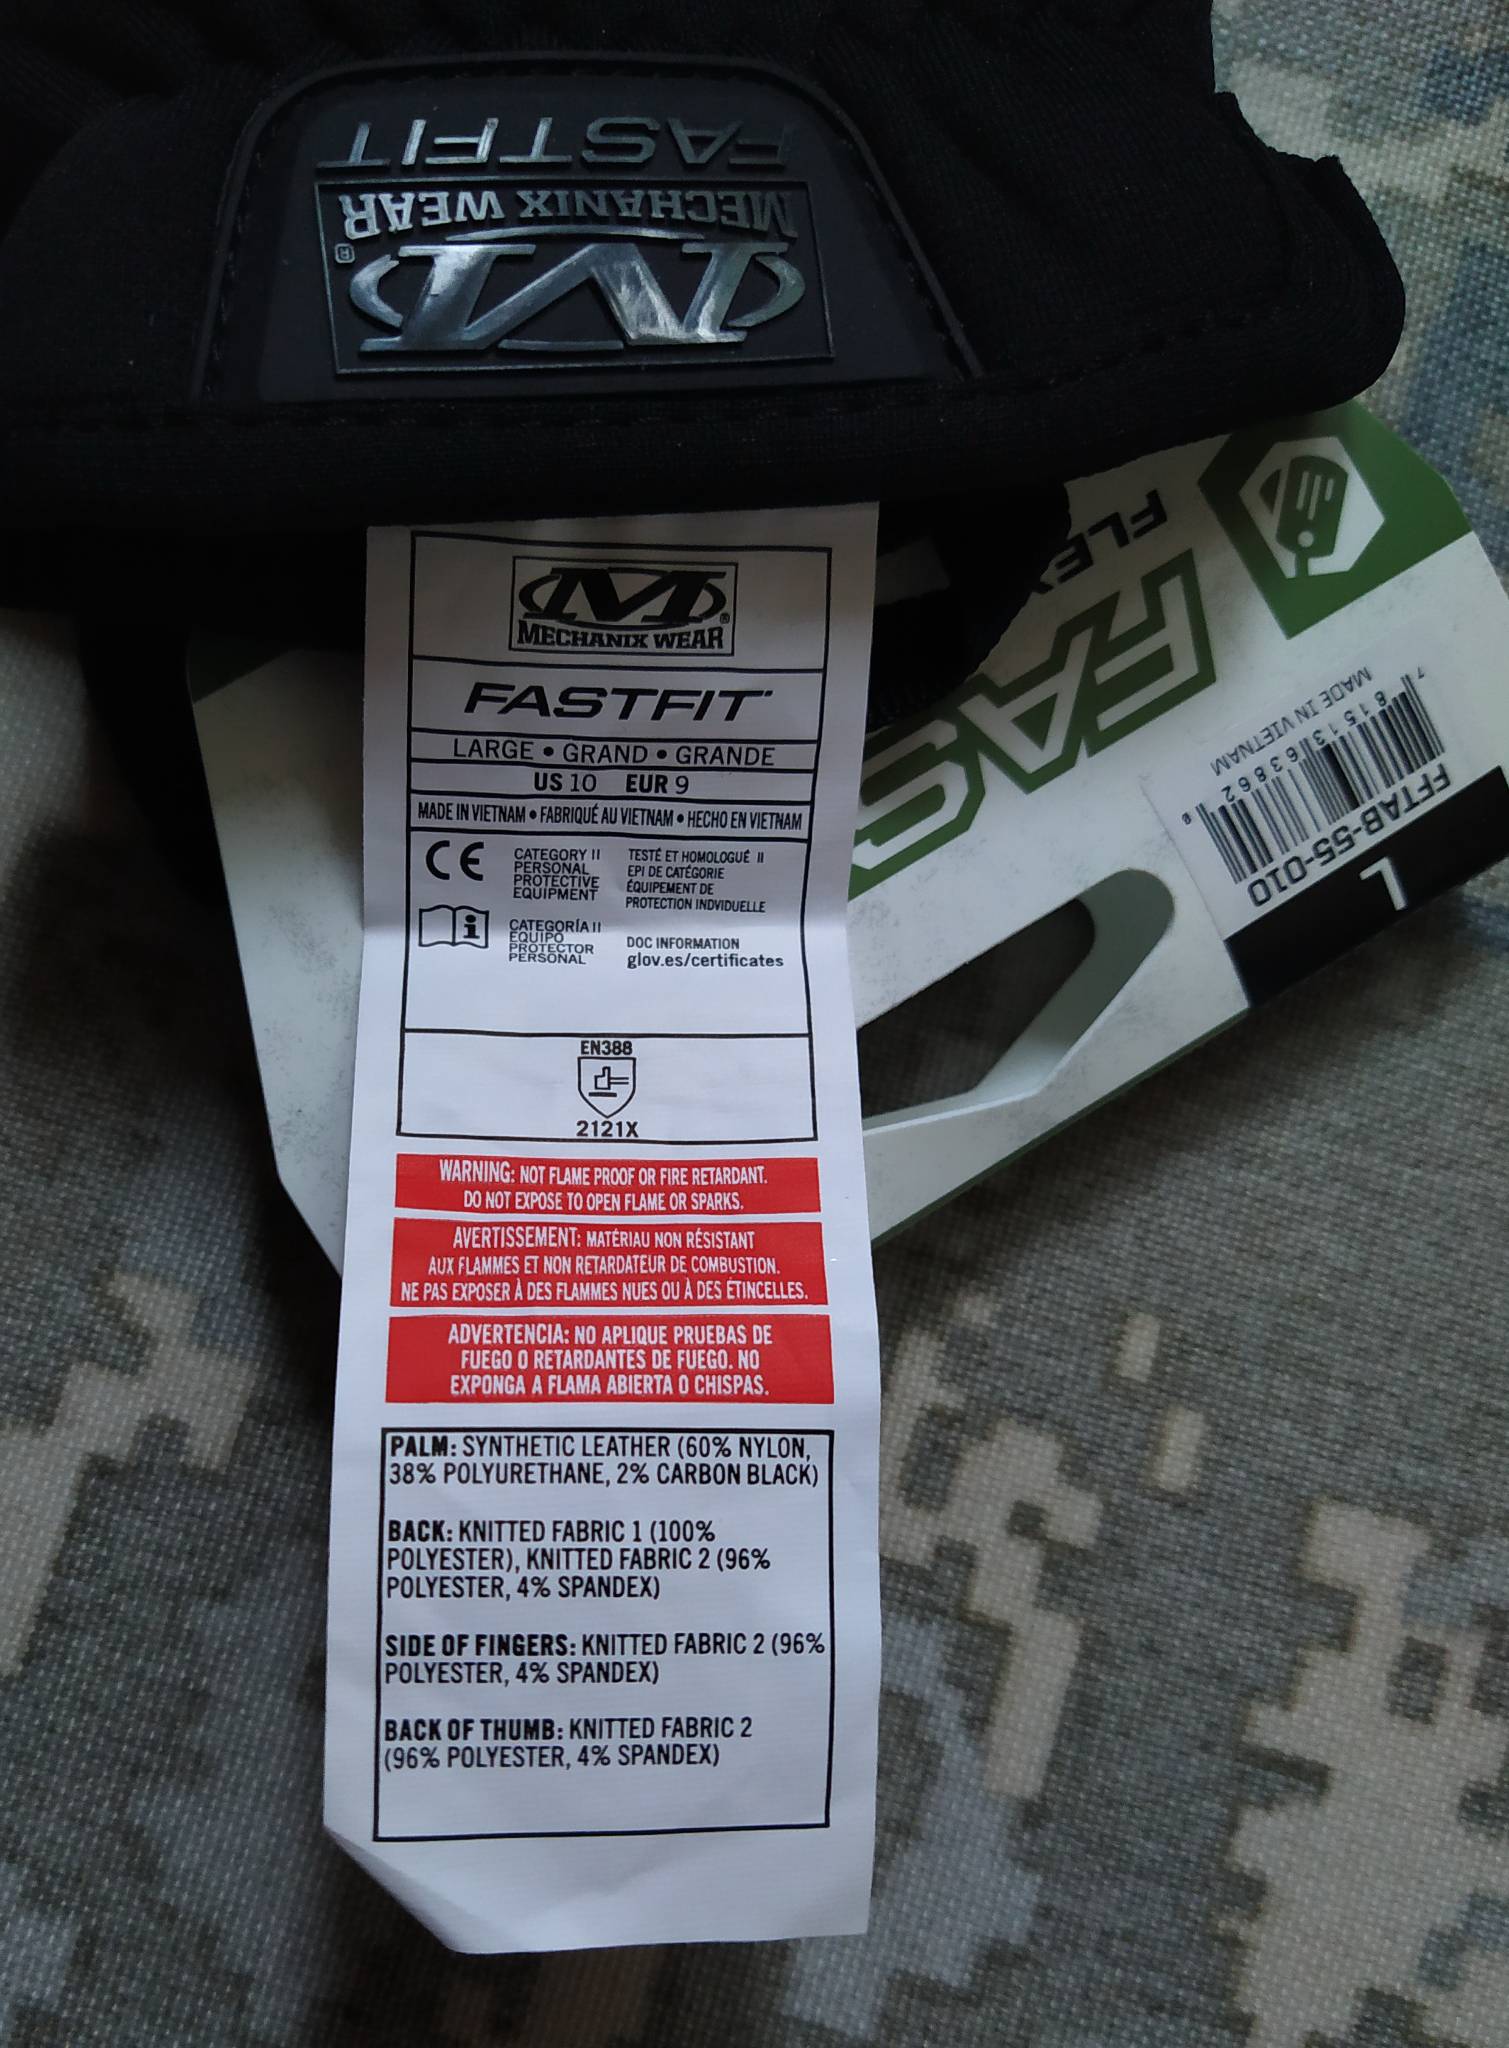 FASTFIT
MECHANIX WEAR
®
M
MECHANIX WEAR®
FASTFIT
LARGE • GRAND • GRANDE
US 10 EUR 9
MADE IN VIETNAM • FABRIQUÉ AU VIETNAM • HECHO EN VIETNAM
CE
CATEGORY II
PERSONAL
PROTECTIVE
EQUIPMENT
TESTÉ ET HOMOLOGUÉ II
EPI DE CATÉGORIE
ÉQUIPEMENT DE
PROTECTION INDVIDUELLE
i
CATEGORÍA II
EQUIPO
PROTECTOR
PERSONAL
DOC INFORMATION
glov.es/certificates
EN388
2121X
WARNING: NOT FLAME PROOF OR FIRE RETARDANT.
DO NOT EXPOSE TO OPEN FLAME OR SPARKS.
AVERTISSEMENT: MATÉRIAU NON RÉSISTANT
AUX FLAMMES ET NON RETARDATEUR DE COMBUSTION.
NE PAS EXPOSER À DES FLAMMES NUES OU À DES ÉTINCELLES.
ADVERTENCIA: NO APLIQUE PRUEBAS DE
FUEGO O RETARDANTES DE FUEGO. NO
EXPONGA A FLAMA ABIERTA O CHISPAS.
PALM: SYNTHETIC LEATHER (60% NYLON,
38% POLYURETHANE, 2% CARBON BLACK)
BACK: KNITTED FABRIC 1 (100%
POLYESTER), KNITTED FABRIC 2 (96%
POLYESTER, 4% SPANDEX)
SIDE OF FINGERS: KNITTED FABRIC 2 (96%
POLYESTER, 4% SPANDEX)
BACK OF THUMB: KNITTED FABRIC 2
(96% POLYESTER, 4% SPANDEX)
L
FFTAB-55-010
7 81513 63862 0
MADE IN VIETNAM
FAS
FLEX